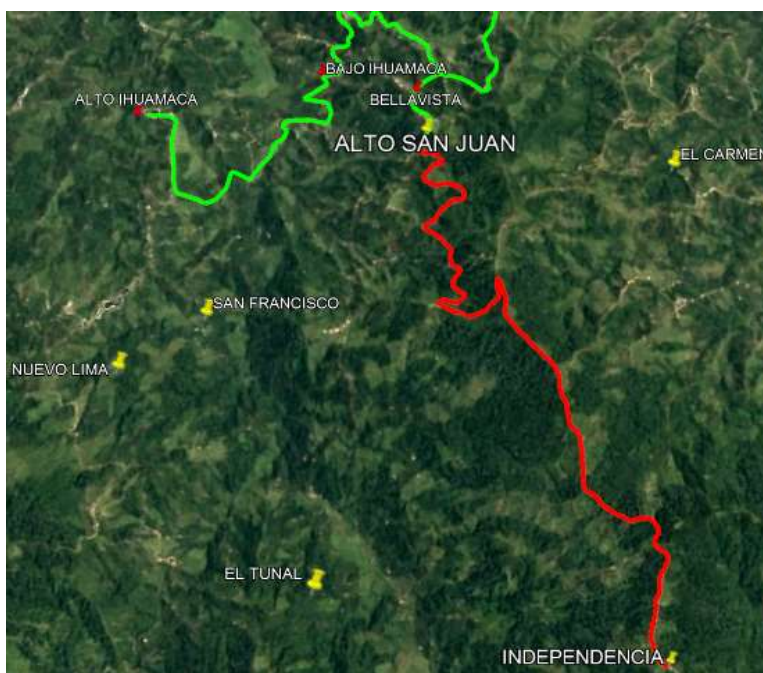 BAJO IHUAMACA
ALTO IHUAMACA
BELLAVISTA
ALTO SAN JUAN
EL CARMEN
SAN FRANCISCO
NUEVO LIMA
EL TUNAL
INDEPENDENCIA